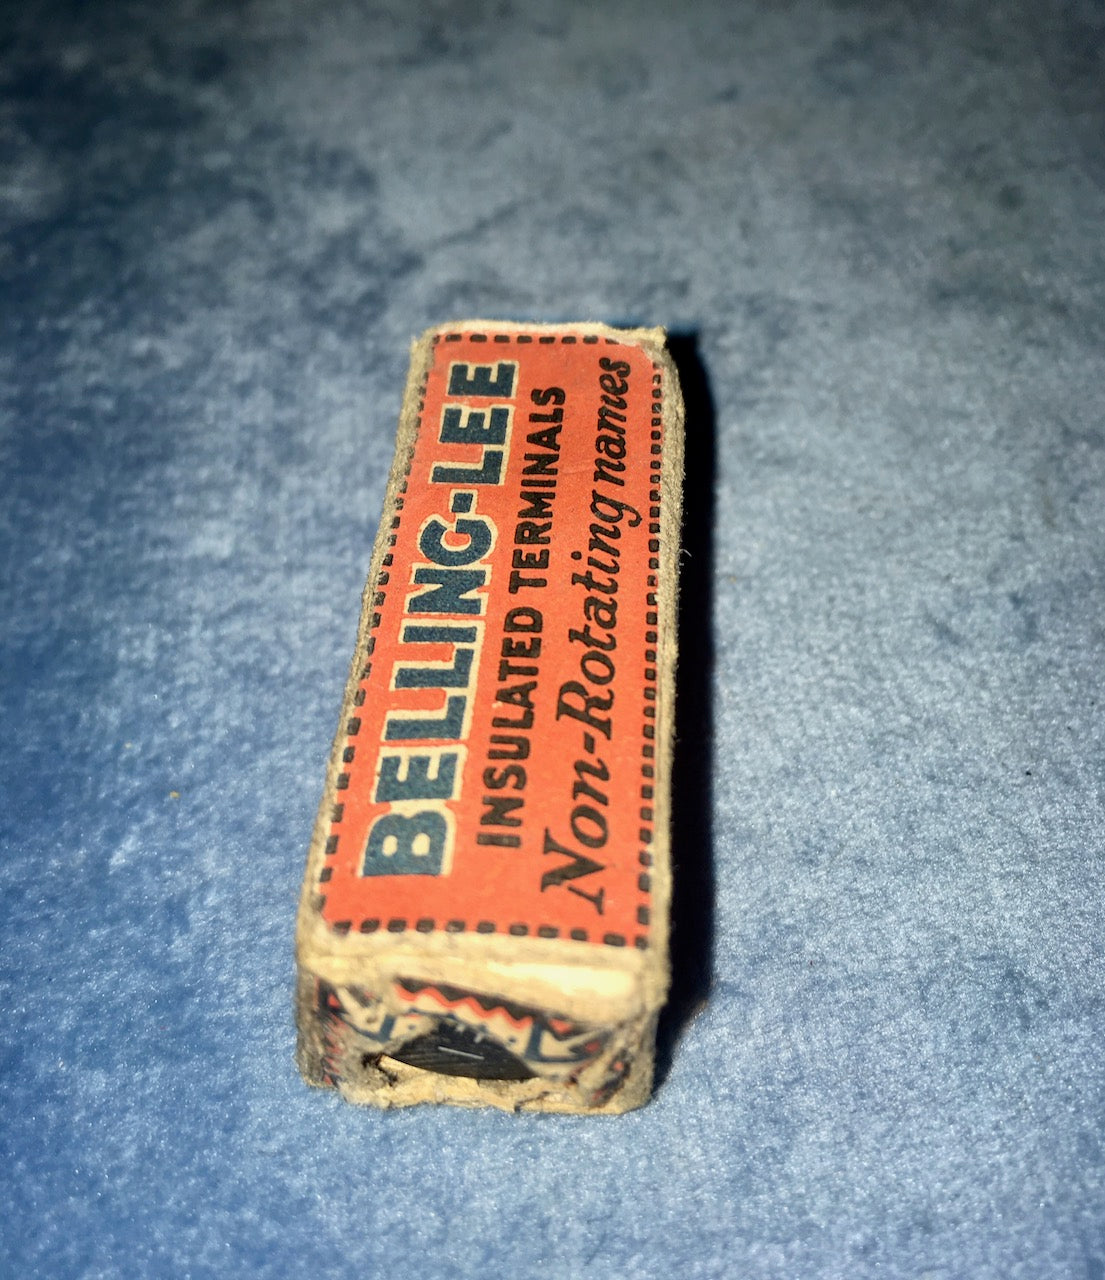 BELLING-LEE
INSULATED TERMINALS
Non-Rotating names